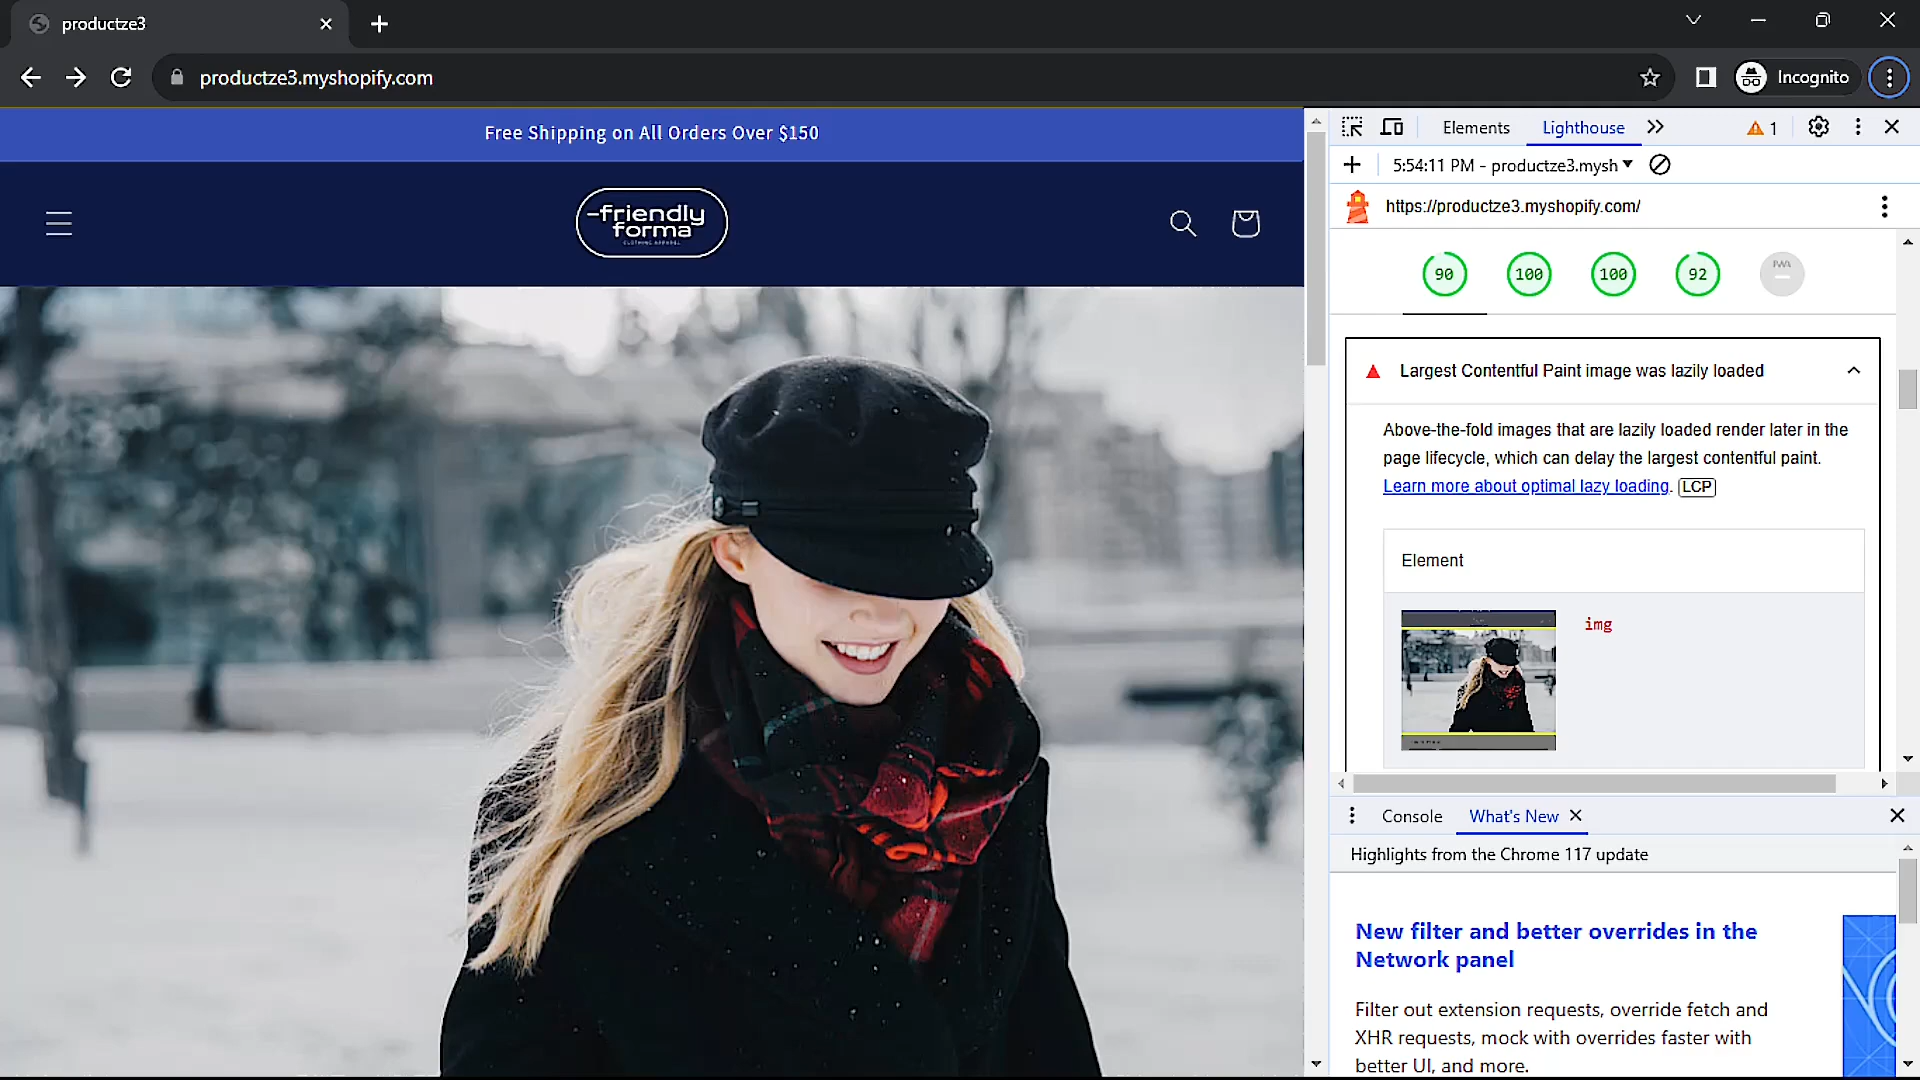 productze3
productze3.myshopify.com
Incognito
Free Shipping on All Orders Over $150
-friendly
forma
CLOTHING APPAREL
Elements
Lighthouse
1
5:54:11 PM - productze3.mysh
https://productze3.myshopify.com/
90
100
100
92
PWA
Largest Contentful Paint image was lazily loaded
Above-the-fold images that are lazily loaded render later in the
page lifecycle, which can delay the largest contentful paint.
Learn more about optimal lazy loading. LCP
Element
img
Console
What's New
Highlights from the Chrome 117 update
New filter and better overrides in the
Network panel
Filter out extension requests, override fetch and
XHR requests, mock with overrides faster with
better UI, and more.